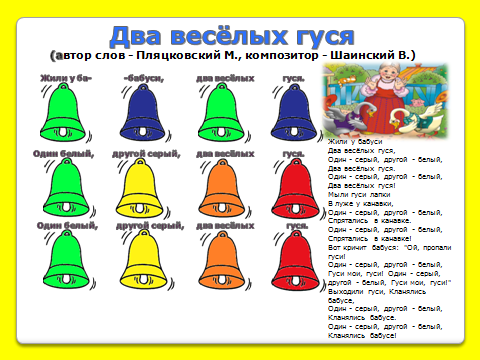 Два весёлых гуся
(автор слов - Пляцковский М., композитор - Шаинский В.)
Жили у ба- -бабуси, два весёлых гуся.
Один белый, другой серый, два весёлых гуся.
Один белый, другой серый, два весёлых гуся.
Жили у бабуси
Два веселых гуся,
Один - серый, другой - белый,
Два веселых гуся.
Один - серый, другой - белый,
Два веселых гуся!
Мыли гуси лапки
В луже у канавки,
Один - серый, другой - белый,
Спрятались в канавке.
Один - серый, другой - белый,
Спрятались в канавке!
Вот кричит бабуся: "Ой, пропали
гуси!
Один - серый, другой - белый,
Гуси мои, гуси! Один - серый,
другой - белый, Гуси мои, гуси!"
Выходили гуси, Кланялись
бабусе,
Один - серый, другой - белый,
Кланялись бабусе.
Один - серый, другой - белый,
Кланялись бабусе!